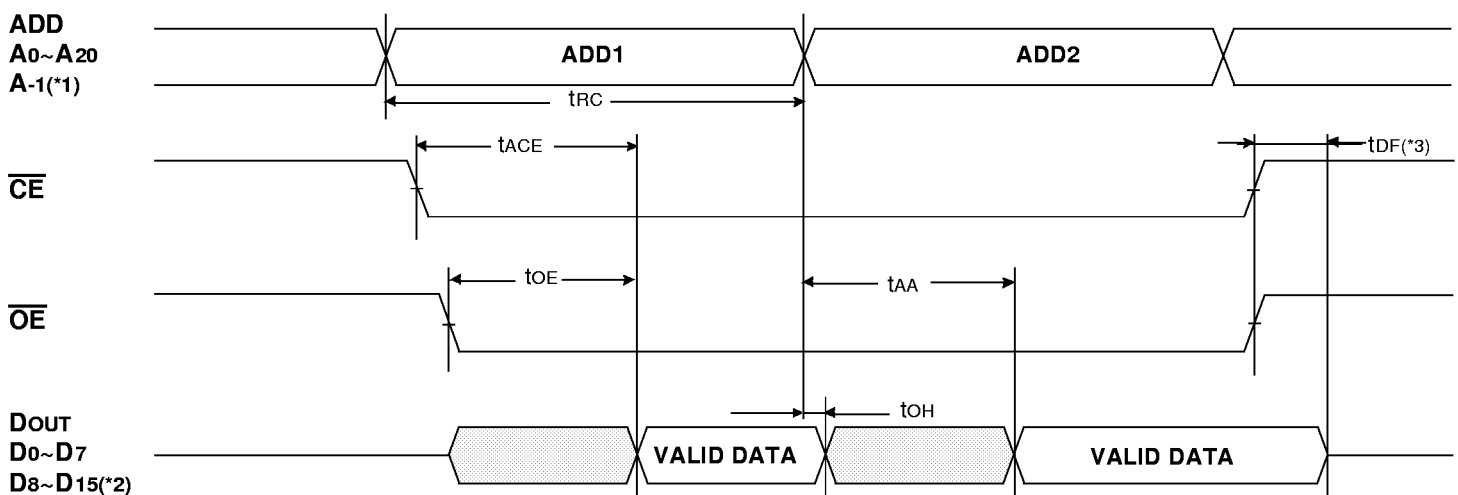 ADD
A0~A20
A-1(*1)
ADD1
ADD2
tRC
tACE
tDF(*3)
CE
tOE
tAA
OE
tOH
DOUT
D0~D7
D8~D15(*2)
VALID DATA
VALID DATA